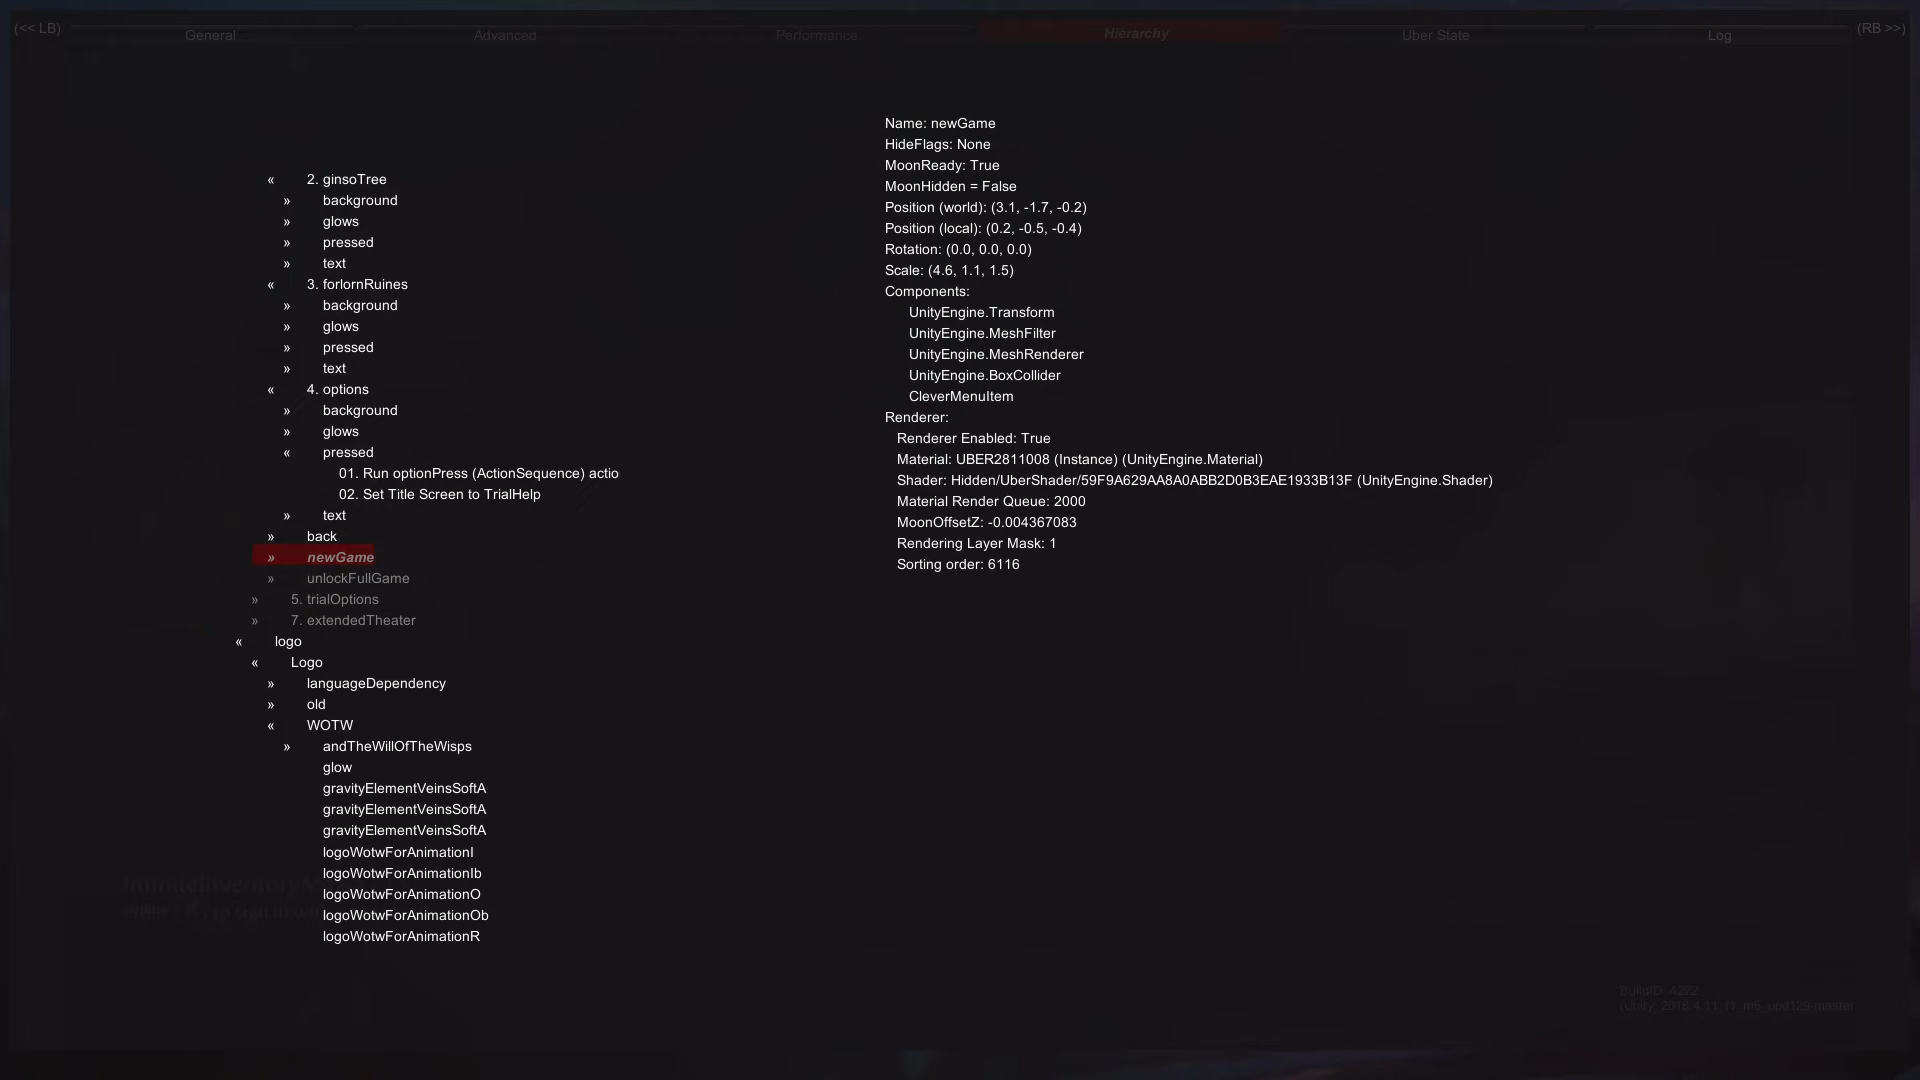 (<< LB)
General
Advanced
Performance
Hierarchy
Uber State
Log
(RB >>)
« 2. ginsoTree
» background
» glows
» pressed
» text
« 3. forlornRuines
» background
» glows
» pressed
» text
« 4. options
» background
» glows
« pressed
01. Run optionPress (ActionSequence) actio
02. Set Title Screen to TrialHelp
» text
» back
» newGame
» unlockFullGame
» 5. trialOptions
» 7. extendedTheater
« logo
« Logo
» languageDependency
» old
« WOTW
» andTheWillOfTheWisps
glow
gravityElementVeinsSoftA
gravityElementVeinsSoftA
gravityElementVeinsSoftA
logoWotwForAnimationI
logoWotwForAnimationIb
logoWotwForAnimationO
logoWotwForAnimationOb
logoWotwForAnimationR
Name: newGame
HideFlags: None
MoonReady: True
MoonHidden = False
Position (world): (3.1, -1.7, -0.2)
Position (local): (0.2, -0.5, -0.4)
Rotation: (0.0, 0.0, 0.0)
Scale: (4.6, 1.1, 1.5)
Components:
UnityEngine.Transform
UnityEngine.MeshFilter
UnityEngine.MeshRenderer
UnityEngine.BoxCollider
CleverMenuItem
Renderer:
Renderer Enabled: True
Material: UBER2811008 (Instance) (UnityEngine.Material)
Shader: Hidden/UberShader/59F9A629AA8A0ABB2D0B3EAE1933B13F (UnityEngine.Shader)
Material Render Queue: 2000
MoonOffsetZ: -0.004367083
Rendering Layer Mask: 1
Sorting order: 6116
to sign in
BuildID: 4222